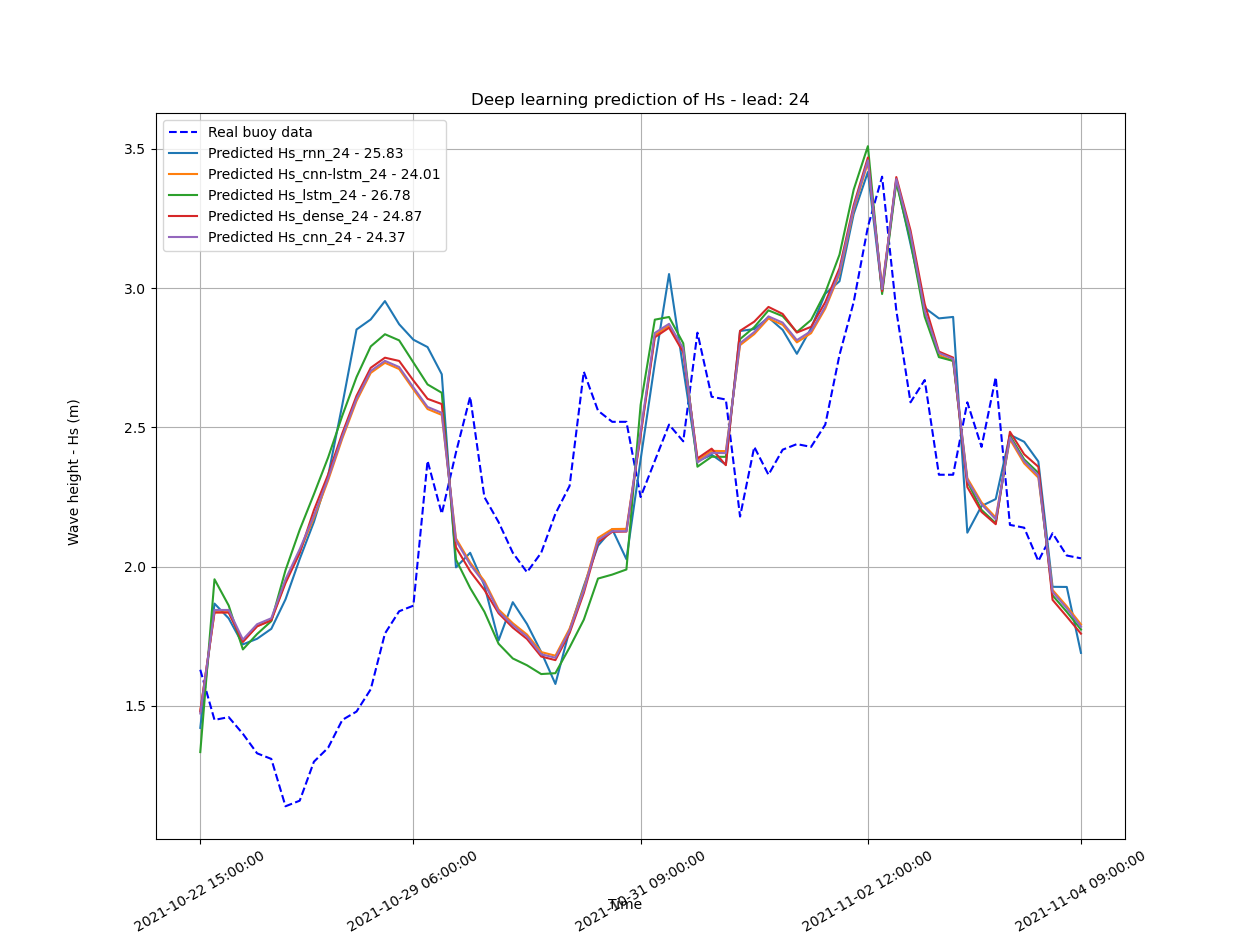 Deep learning prediction of Hs - lead: 24
Real buoy data
Predicted Hs_rnn_24 - 25.83
Predicted Hs_cnn-lstm_24 - 24.01
Predicted Hs_lstm_24 - 26.78
Predicted Hs_dense_24 - 24.87
Predicted Hs_cnn_24 - 24.37
3.5
3.0
2.5
2.0
1.5
Wave height - Hs (m)
2021-10-22 15:00:00
2021-10-29 06:00:00
2021-10-31 09:00:00
2021-11-02 12:00:00
2021-11-04 09:00:00
Time